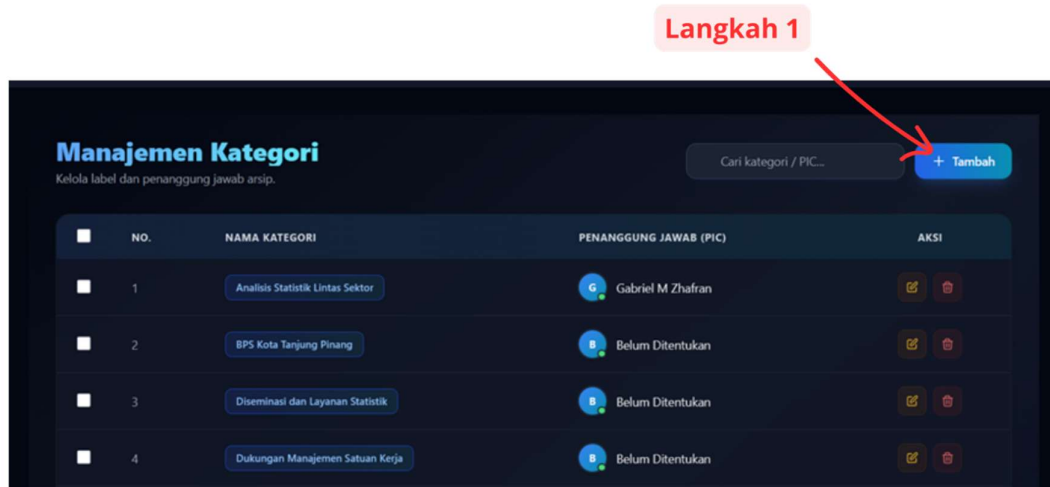 Langkah 1
Manajemen Kategori
Kelola label dan penanggung jawab arsip.
Cari kategori / PIC...
+ Tambah
NO. NAMA KATEGORI PENANGGUNG JAWAB (PIC) AKSI
1 Analisis Statistik Lintas Sektor G Gabriel M Zhafran
2 BPS Kota Tanjung Pinang B Belum Ditentukan
3 Diseminasi dan Layanan Statistik B Belum Ditentukan
4 Dukungan Manajemen Satuan Kerja B Belum Ditentukan